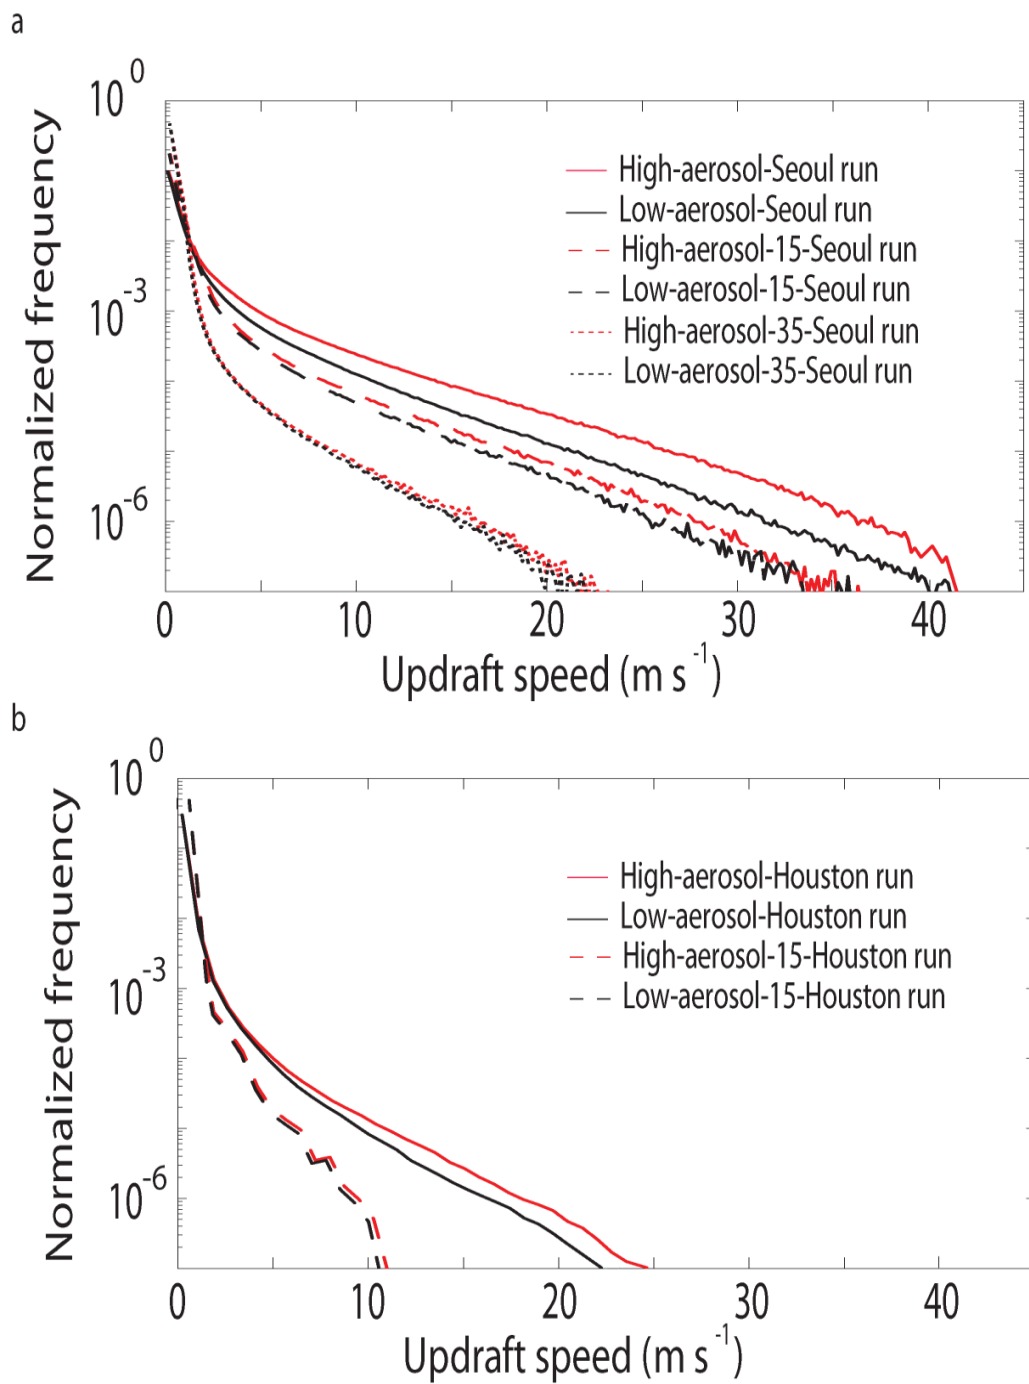 a
10^0
10^-3
10^-6
Normalized frequency
High-aerosol-Seoul run
Low-aerosol-Seoul run
High-aerosol-15-Seoul run
Low-aerosol-15-Seoul run
High-aerosol-35-Seoul run
Low-aerosol-35-Seoul run
0 10 20 30 40
Updraft speed (m s^-1)
b
10^0
10^-3
10^-6
Normalized frequency
High-aerosol-Houston run
Low-aerosol-Houston run
High-aerosol-15-Houston run
Low-aerosol-15-Houston run
0 10 20 30 40
Updraft speed (m s^-1)